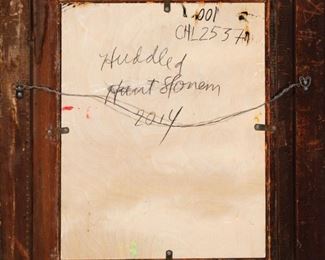 .001
CHL2537
Huddled
Hunt Slonem
2014